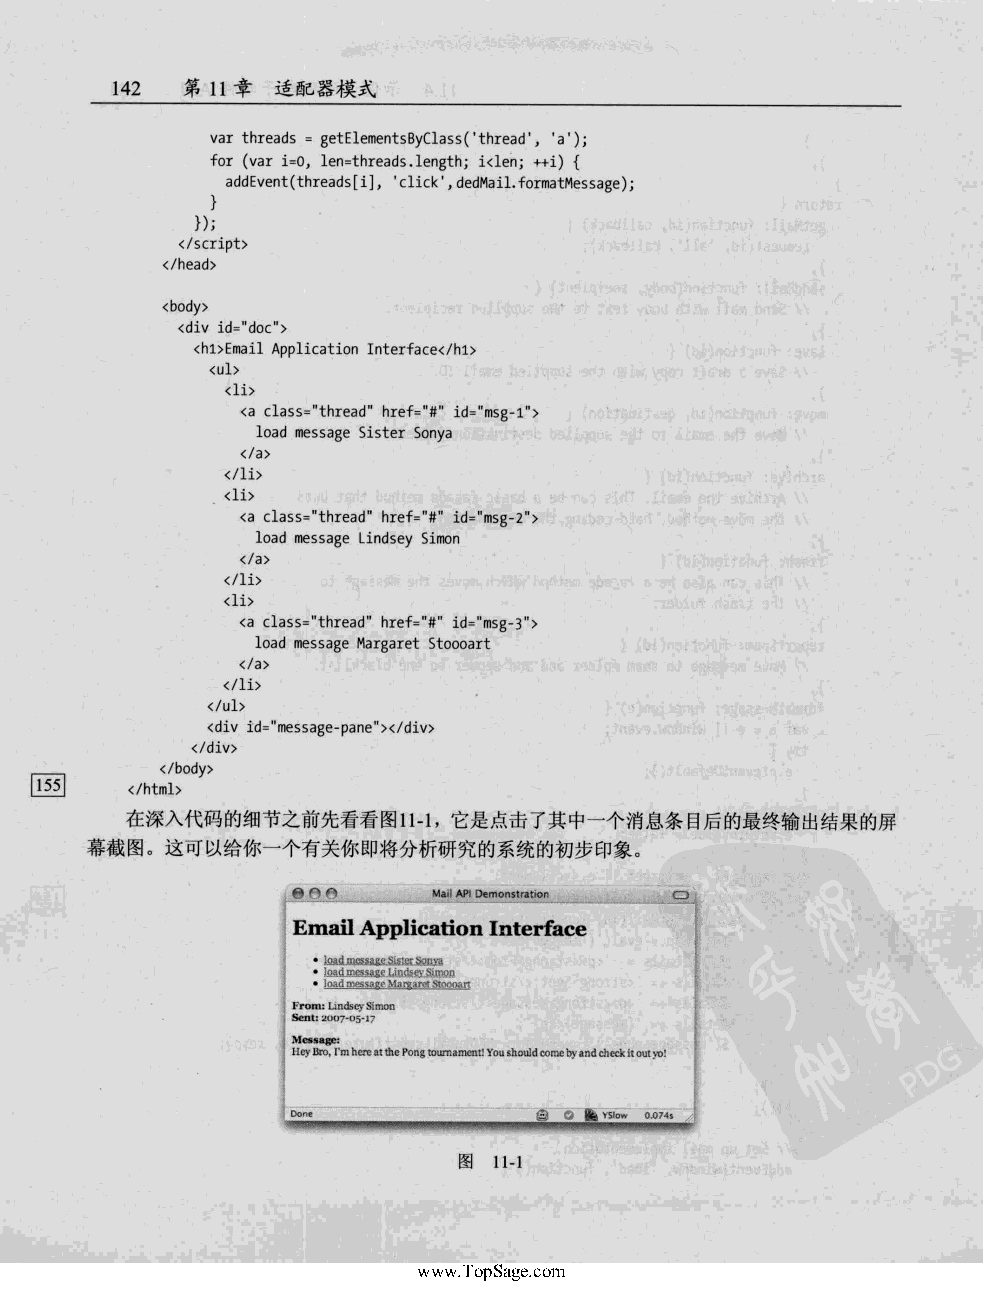 142 第 11 章 适配器模式
var threads = getElementsByClass('thread', 'a');
for (var i=0, len=threads.length; i<len; ++i) {
addEvent(threads[i], 'click',dedMail.formatMessage);
}
});
</script>
</head>
<body>
<div id="doc">
<h1>Email Application Interface</h1>
<ul>
<li>
<a class="thread" href="#" id="msg-1">
load message Sister Sonya
</a>
</li>
<li>
<a class="thread" href="#" id="msg-2">
load message Lindsey Simon
</a>
</li>
<li>
<a class="thread" href="#" id="msg-3">
load message Margaret Stoooart
</a>
</li>
</ul>
<div id="message-pane"></div>
</div>
</body>
155
</html>
在深入代码的细节之前先看看图11-1，它是点击了其中一个消息条目后的最终输出结果的屏
幕截图。这可以给你一个有关你即将分析研究的系统的初步印象。
Mail API Demonstration
Email Application Interface
• load message Sister Sonya
• load message Lindsey Simon
• load message Margaret Stoooart
From: Lindsey Simon
Sent: 2007-05-17
Message:
Hey Bro, I'm here at the Pong tournament! You should come by and check it out yo!
Done YSlow 0.074s
PDG
图 11-1
www.TopSage.com